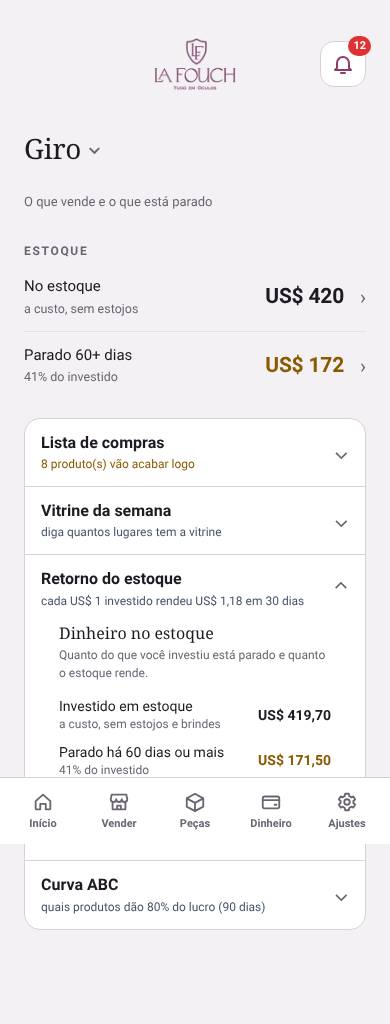 12
LF
LA FOUCH
TUDO EM ÓCULOS
Giro
O que vende e o que está parado
ESTOQUE
No estoque
a custo, sem estojos
US$ 420
Parado 60+ dias
41% do investido
US$ 172
Lista de compras
8 produto(s) vão acabar logo
Vitrine da semana
diga quantos lugares tem a vitrine
Retorno do estoque
cada US$ 1 investido rendeu US$ 1,18 em 30 dias
Dinheiro no estoque
Quanto do que você investiu está parado e quanto
o estoque rende.
Investido em estoque
a custo, sem estojos e brindes
US$ 419,70
Parado há 60 dias ou mais
41% do investido
US$ 171,50
Início
Vender
Peças
Dinheiro
Ajustes
Curva ABC
quais produtos dão 80% do lucro (90 dias)